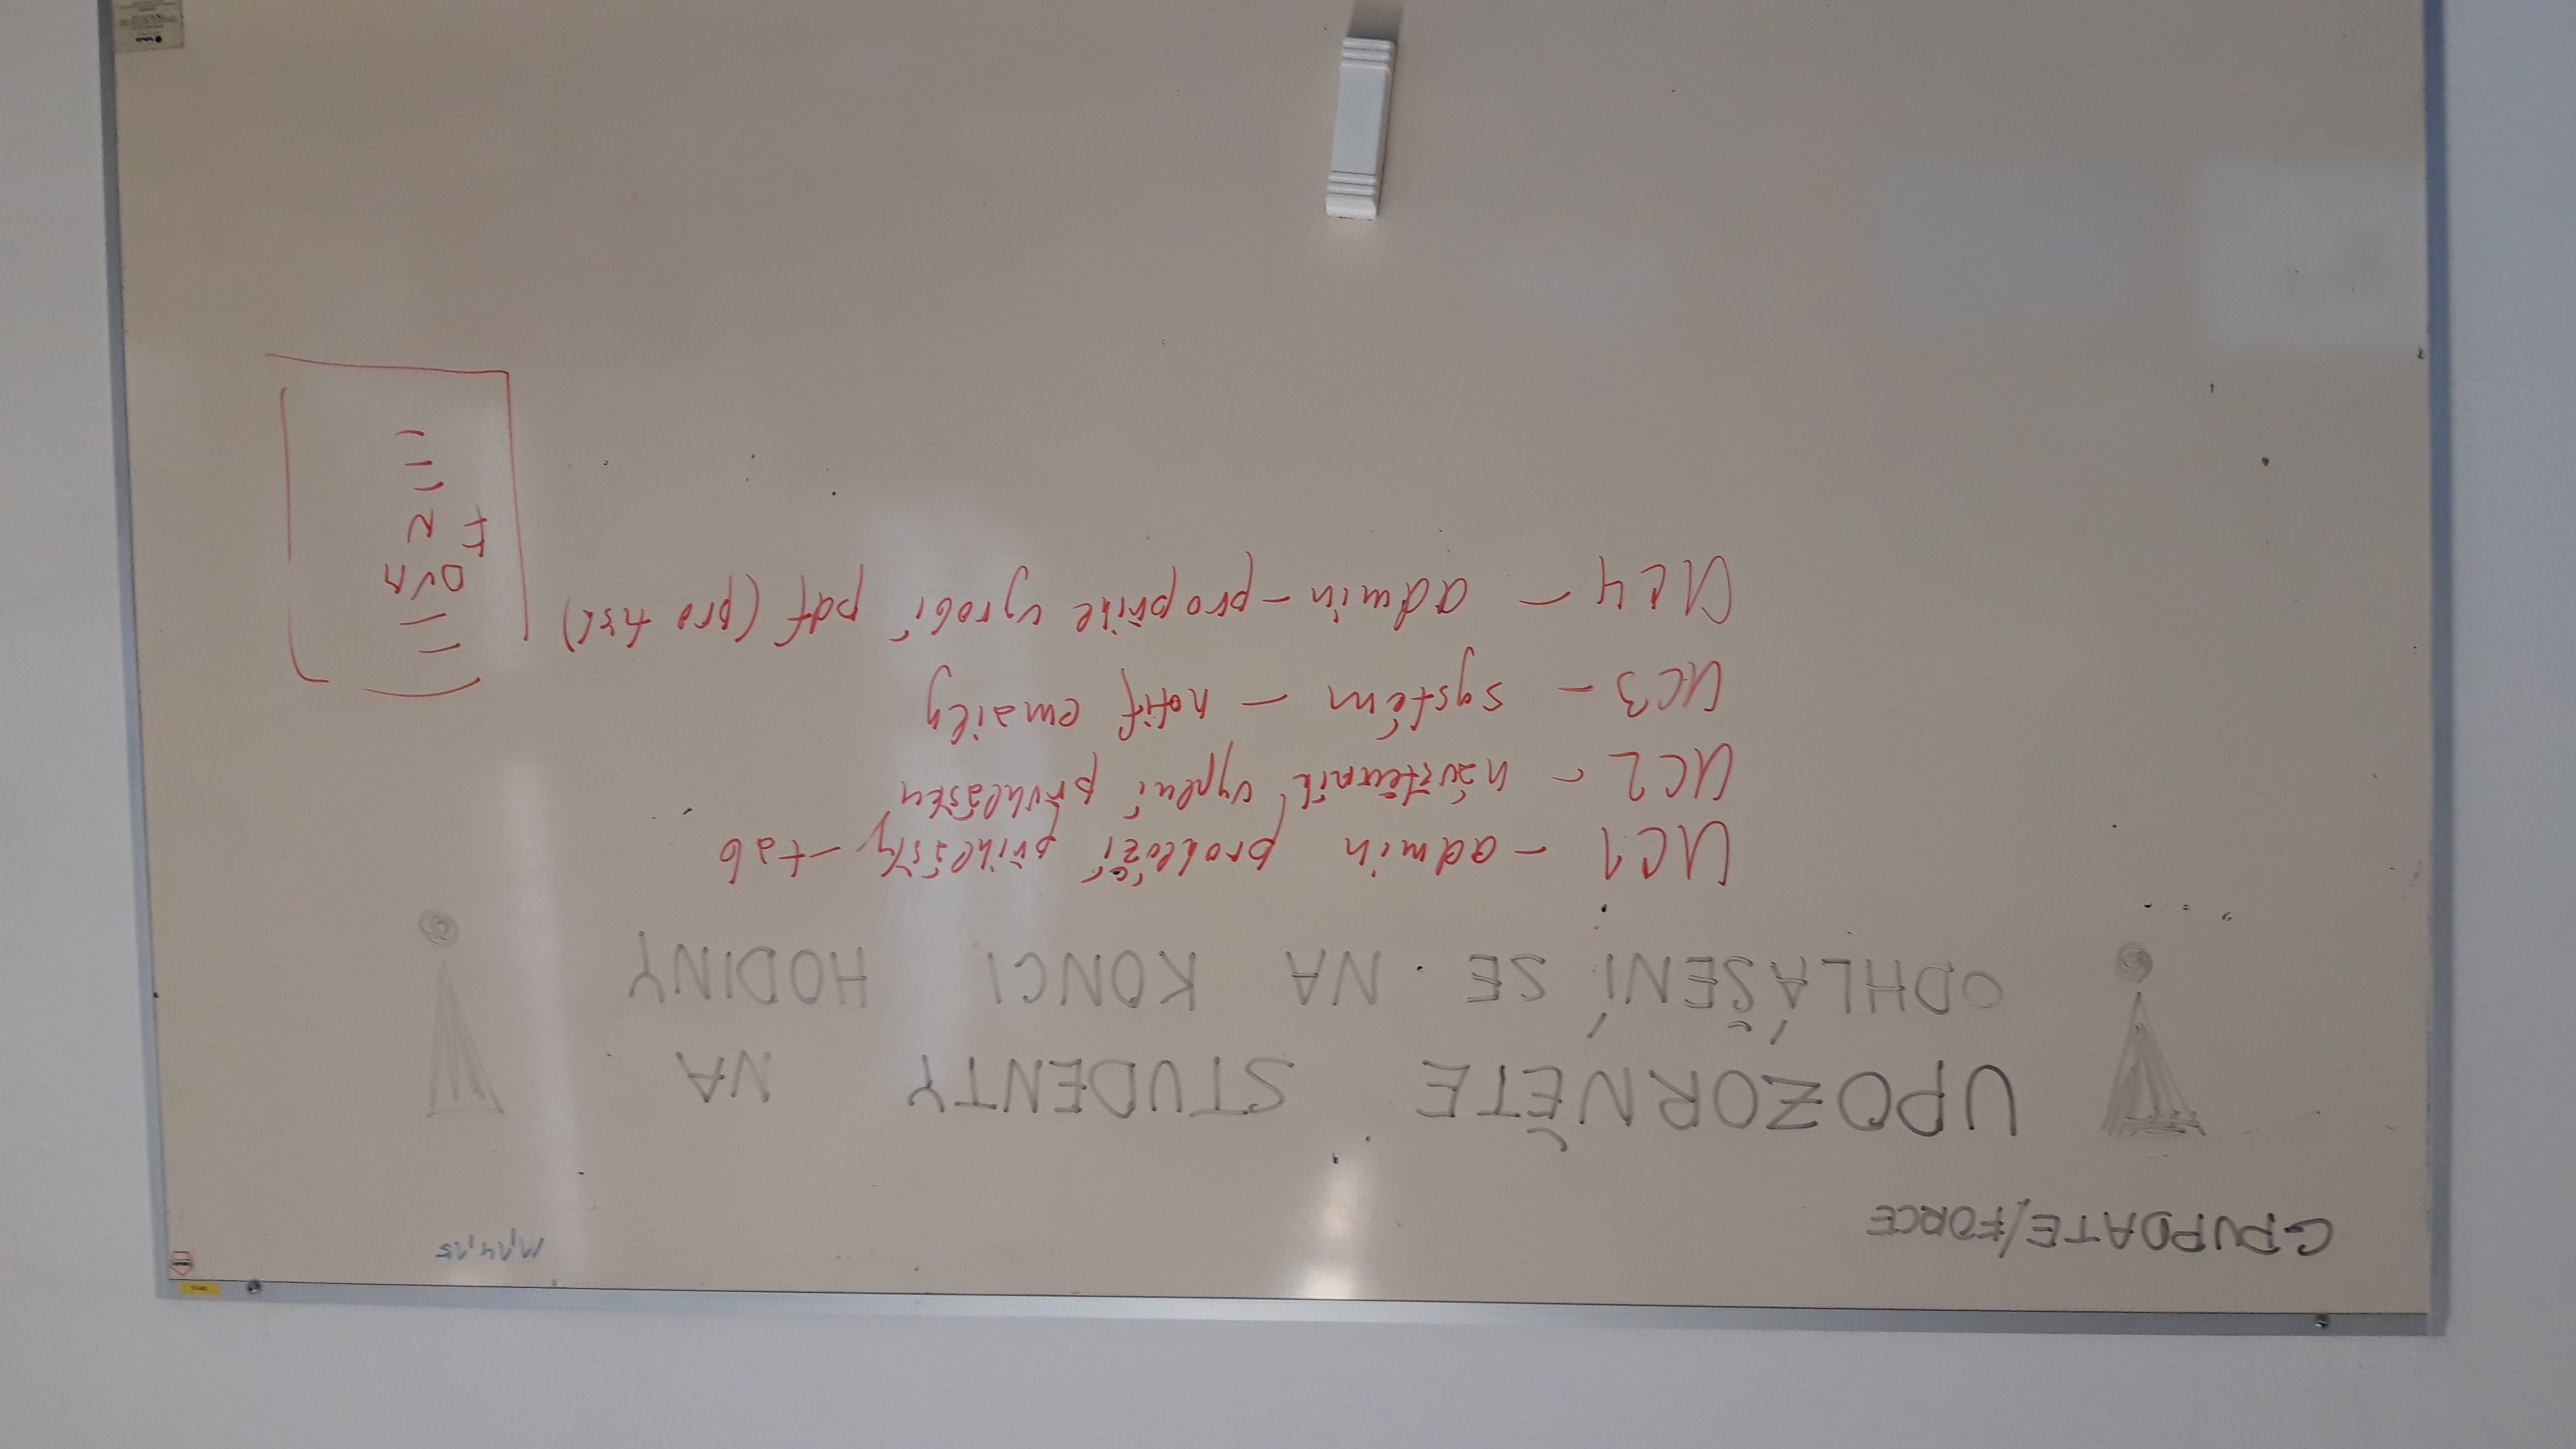 GPUPDATE/FORCE
11,14,15
! UPOZORNĚTE STUDENTY NA !
ODHLÁŠENÍ SE NA KONCI HODINY
UC1 – admin prohlíží přihlášky – tab
UC2 – návštěvník vyplní přihlášku
UC3 – systém – notif emaily
UC4 – admin – pro přihl vyrobí pdf (pro tisk)
F N